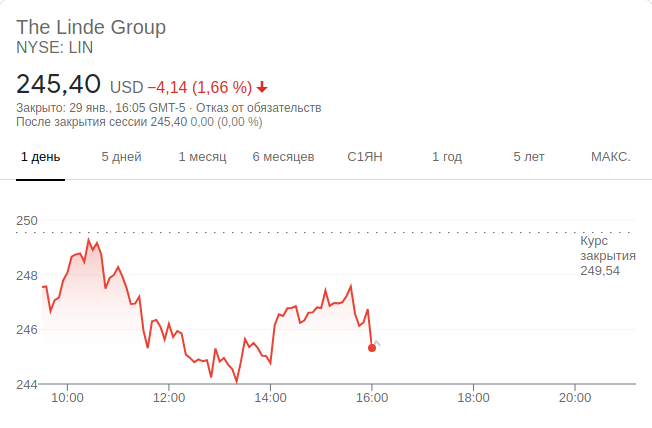 The Linde Group
NYSE: LIN
245,40 USD −4,14 (1,66 %)
Закрыто: 29 янв., 16:05 GMT-5 · Отказ от обязательств
После закрытия сессии 245,40 0,00 (0,00 %)
1 день 5 дней 1 месяц 6 месяцев С1ЯН 1 год 5 лет МАКС.
250
Курс
закрытия
249,54
248
246
244
10:00 12:00 14:00 16:00 18:00 20:00